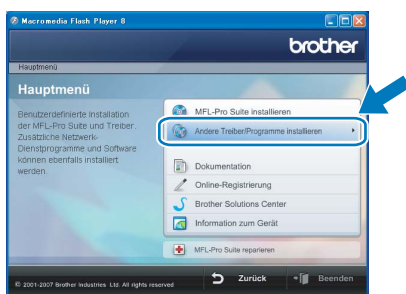 Macromedia Flash Player 8
brother
Hauptmenü
Hauptmenü
Benutzerdefinierte Installation
der MFL-Pro Suite und Treiber.
Zusätzliche Netzwerk-
Dienstprogramme und Software
können ebenfalls installiert
werden.
MFL-Pro Suite installieren
Andere Treiber/Programme installieren
Dokumentation
Online-Registrierung
Brother Solutions Center
Information zum Gerät
MFL-Pro Suite reparieren
© 2001-2007 Brother Industries Ltd. All rights reserved
Zurück
Beenden